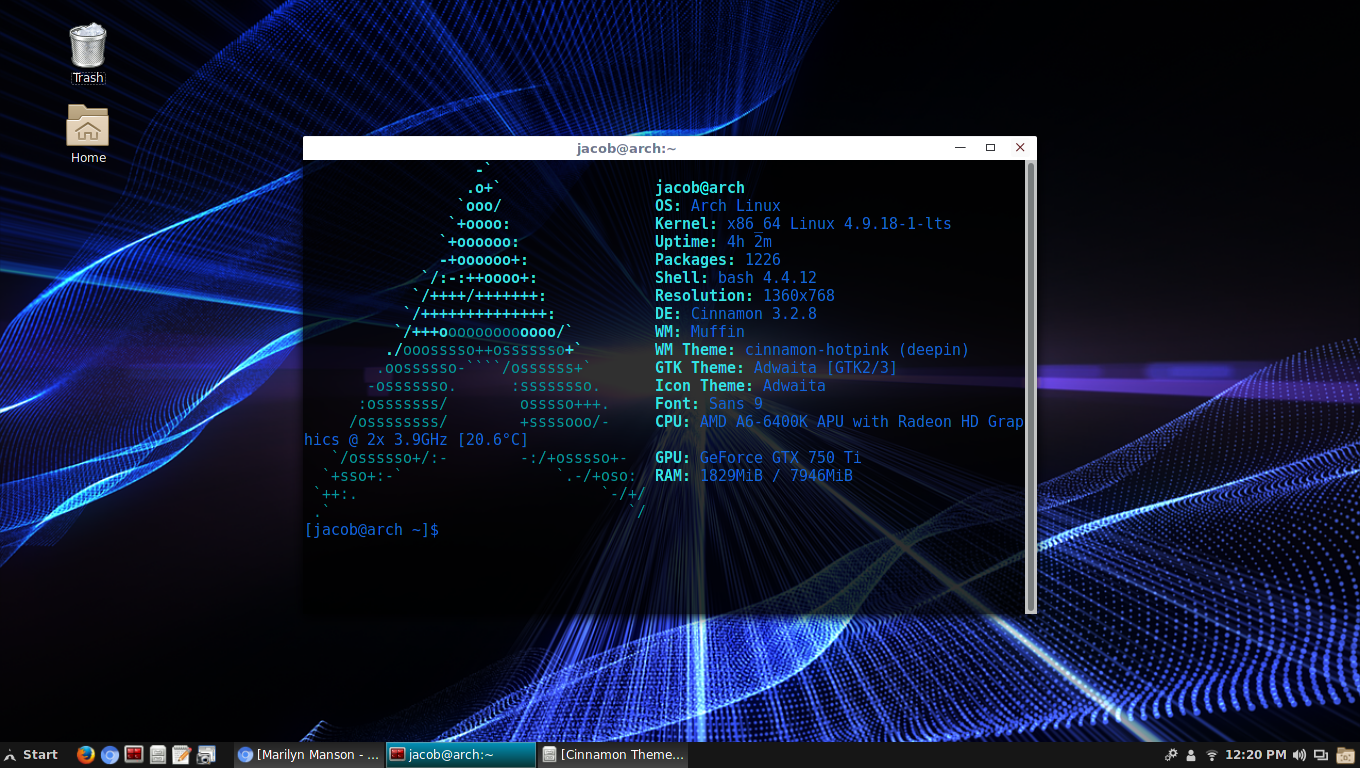 Trash
Home
jacob@arch:~
-`
.o+`
`ooo/
`+oooo:
`+oooooo:
-+oooooo+:
`/:-:++oooo+:
`/++++/+++++++:
`/++++++++++++++:
`/+++ooooooooooooo/`
./ooosssso++osssssso+`
.oossssso-````/ossssss+`
-osssssso.      :ssssssso.
:osssssss/        osssso+++.
/ossssssss/        +ssssooo/-
`/ossssso+/:-        -:/+osssso+-
`+sso+:-`                 `.-/+oso:
`++:.                           `-/+/
.`                                 `/
jacob@arch
OS: Arch Linux
Kernel: x86_64 Linux 4.9.18-1-lts
Uptime: 4h 2m
Packages: 1226
Shell: bash 4.4.12
Resolution: 1360x768
DE: Cinnamon 3.2.8
WM: Muffin
WM Theme: cinnamon-hotpink (deepin)
GTK Theme: Adwaita [GTK2/3]
Icon Theme: Adwaita
Font: Sans 9
CPU: AMD A6-6400K APU with Radeon HD Grap
hics @ 2x 3.9GHz [20.6°C]
GPU: GeForce GTX 750 Ti
RAM: 1829MiB / 7946MiB
[jacob@arch ~]$
Start
[Marilyn Manson - ...
jacob@arch:~
[Cinnamon Theme...
12:20 PM